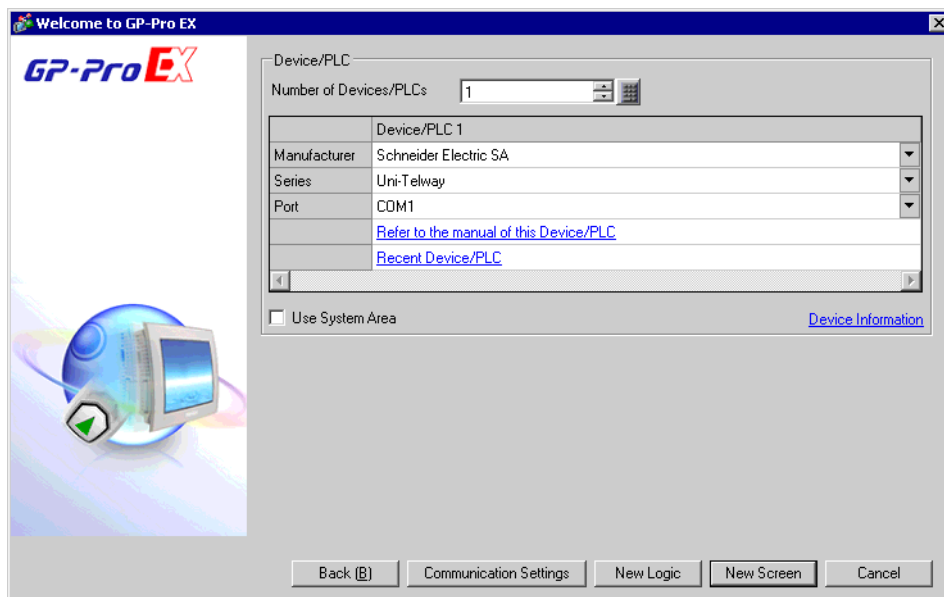 Welcome to GP-Pro EX
GP-Pro EX
Device/PLC
Number of Devices/PLCs 1
Device/PLC 1
Manufacturer Schneider Electric SA
Series Uni-Telway
Port COM1
Refer to the manual of this Device/PLC
Recent Device/PLC
Use System Area Device Information
Back (B) Communication Settings New Logic New Screen Cancel